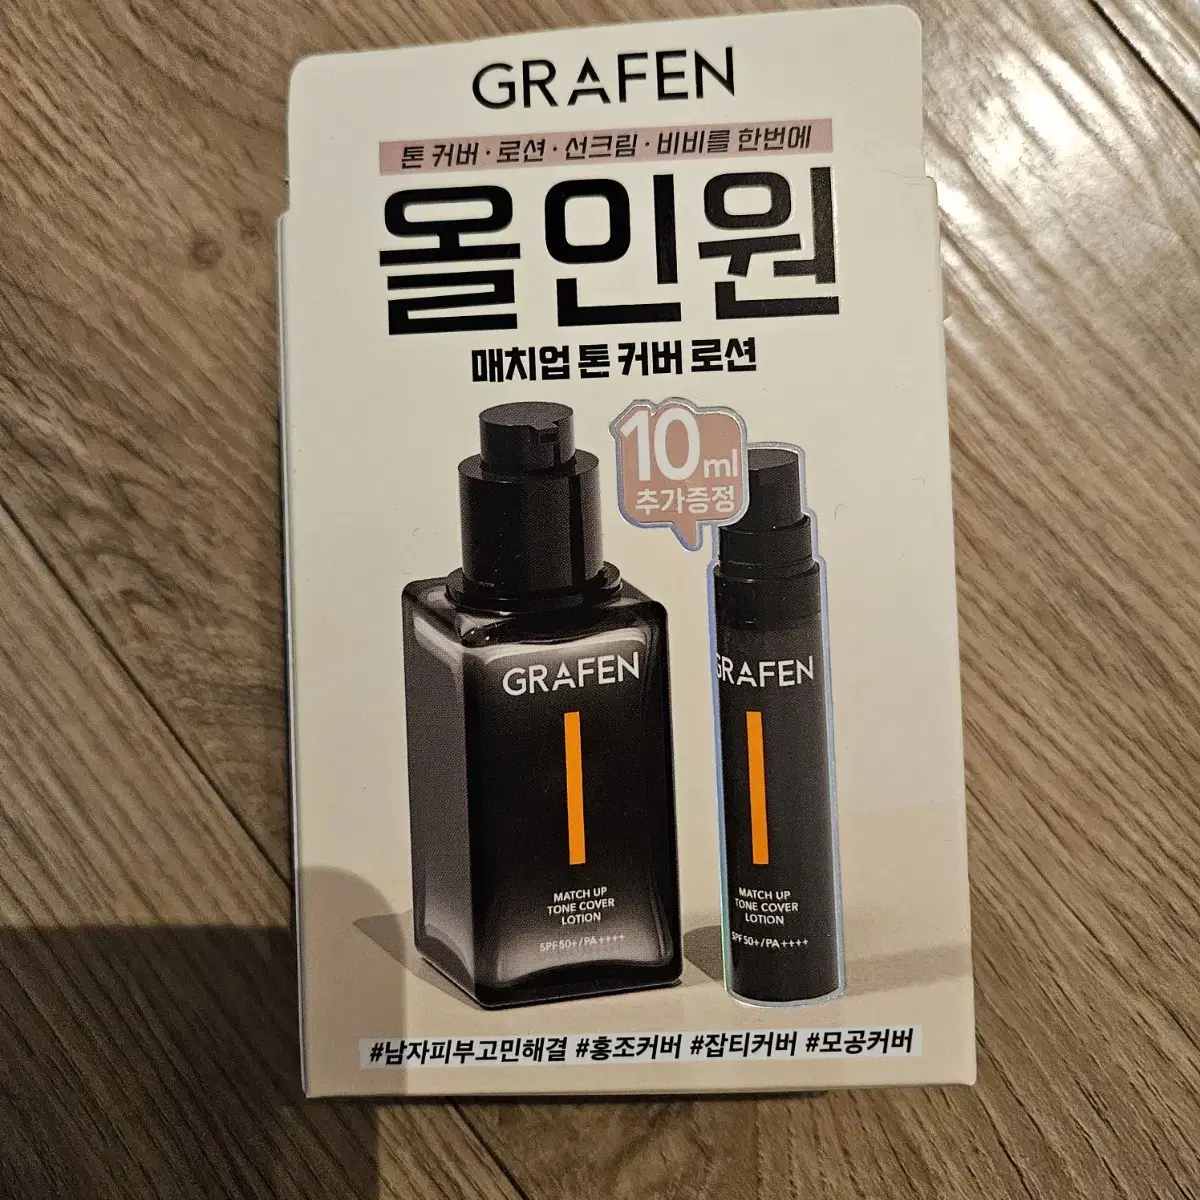 GRAFEN
톤 커버·로션·선크림·비비를 한번에
올인원
매치업 톤 커버 로션
10ml
추가증정
GRAFEN
MATCH UP
TONE COVER
LOTION
SPF50+/PA++++
GRAFEN
MATCH UP
TONE COVER
LOTION
SPF50+/PA++++
#남자피부고민해결 #홍조커버 #잡티커버 #모공커버